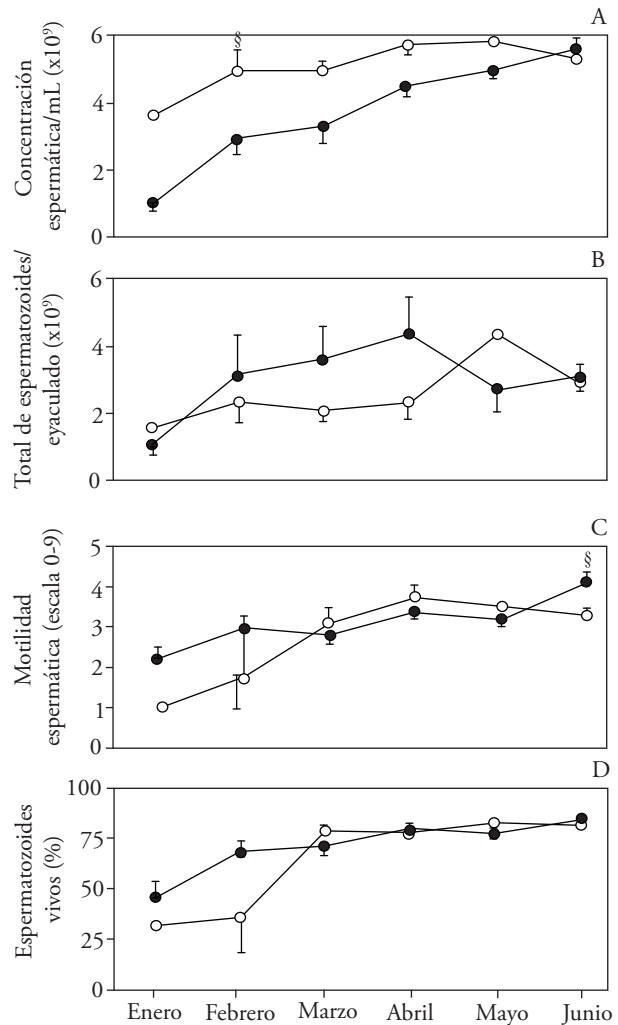 A
Concentración
espermática/mL (x10⁹)
6
4
2
0
§
B
Total de espermatozoides/
eyaculado (x10⁹)
6
4
2
0
C
Motilidad
espermática (escala 0-9)
5
4
3
2
1
0
§
D
Espermatozoides
vivos (%)
100
75
50
25
0
Enero Febrero Marzo Abril Mayo Junio